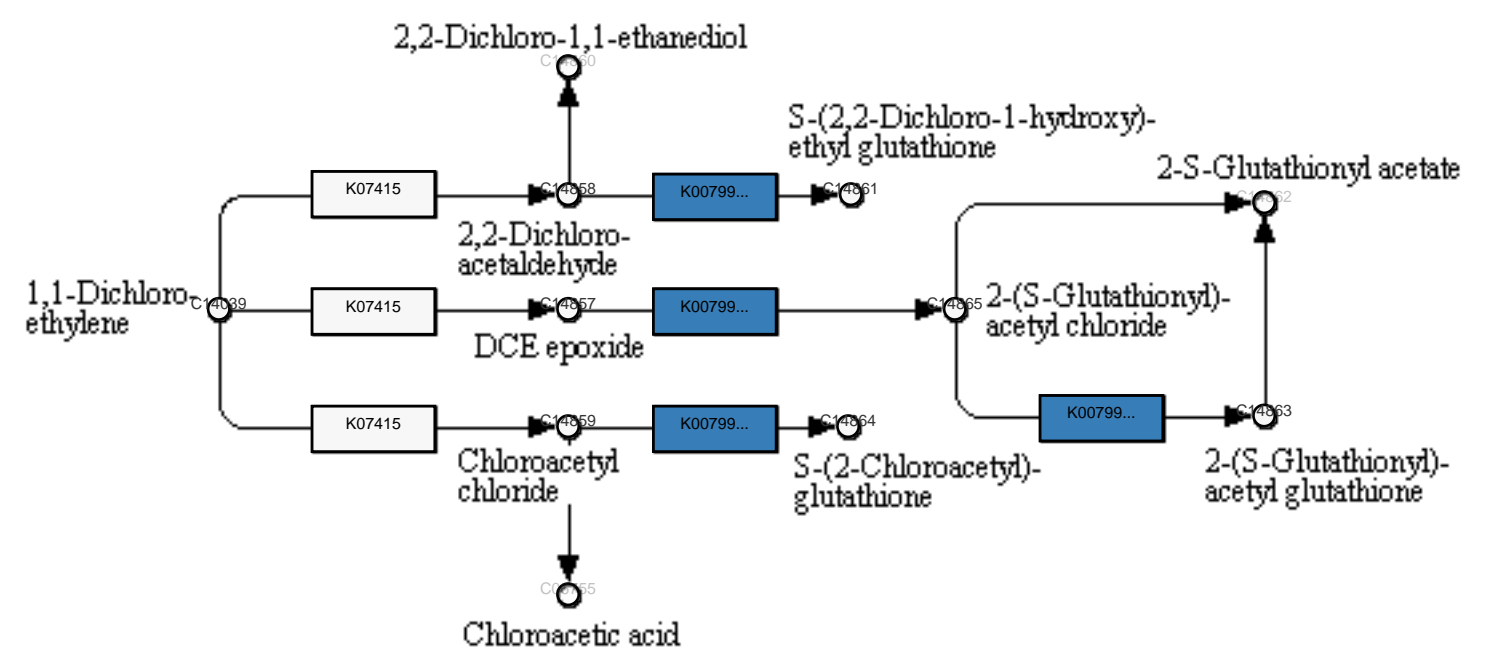 2,2-Dichloro-1,1-ethanediol
C14860
S-(2,2-Dichloro-1-hydroxy)-
ethyl glutathione
2-S-Glutathionyl acetate
K07415
C14858
K00799...
C14861
C14862
2,2-Dichloro-
acetaldehyde
1,1-Dichloro-
ethylene
C14039
K07415
C14857
K00799...
C14865
2-(S-Glutathionyl)-
acetyl chloride
DCE epoxide
K07415
C14859
K00799...
C14864
K00799...
C14863
Chloroacetyl
chloride
S-(2-Chloroacetyl)-
glutathione
2-(S-Glutathionyl)-
acetyl glutathione
Chloroacetic acid